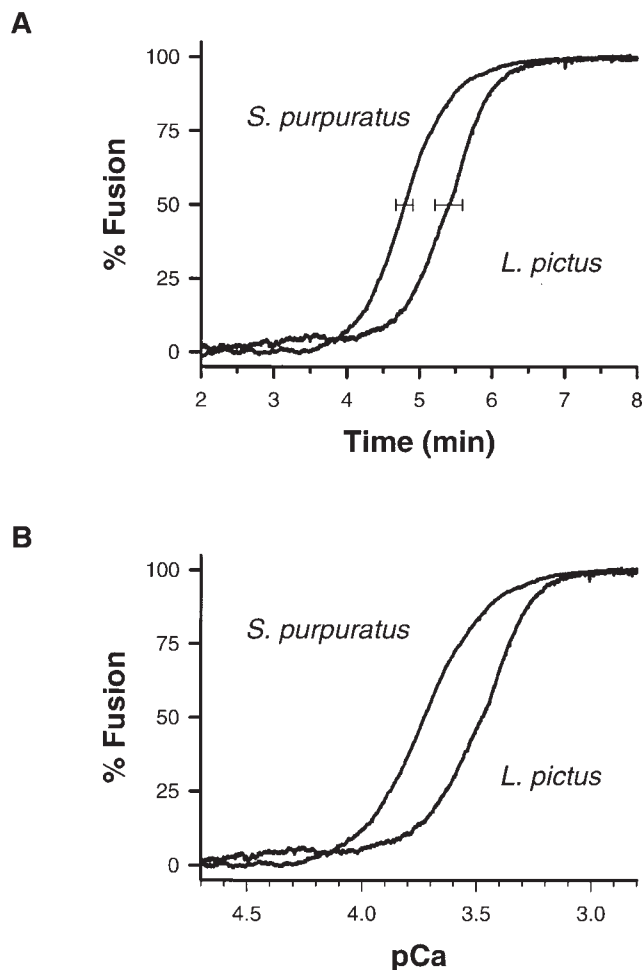 A
100
75
50
25
0
% Fusion
S. purpuratus
L. pictus
2 3 4 5 6 7 8
Time (min)
B
100
75
50
25
0
% Fusion
S. purpuratus
L. pictus
4.5 4.0 3.5 3.0
pCa